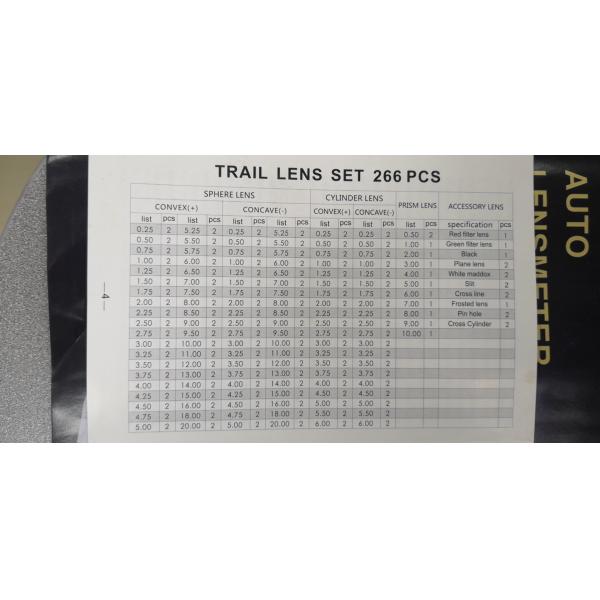 TRAIL LENS SET 266 PCS
SPHERE LENS CYLINDER LENS PRISM LENS ACCESSORY LENS
CONVEX(+) CONCAVE(-) CONVEX(+) CONCAVE(-)
list pcs list pcs list pcs list pcs list pcs list pcs list pcs specification pcs
0.25 2 5.25 2 0.25 2 5.25 2 0.25 2 0.25 2 0.50 2 Red filter lens 1
0.50 2 5.50 2 0.50 2 5.50 2 0.50 2 0.50 2 1.00 1 Green filter lens 1
0.75 2 5.75 2 0.75 2 5.75 2 0.75 2 0.75 2 2.00 1 Black 1
1.00 2 6.00 2 1.00 2 6.00 2 1.00 2 1.00 2 3.00 1 Plane lens 2
1.25 2 6.50 2 1.25 2 6.50 2 1.25 2 1.25 2 4.00 1 White maddox 2
1.50 2 7.00 2 1.50 2 7.00 2 1.50 2 1.50 2 5.00 1 Slit 2
1.75 2 7.50 2 1.75 2 7.50 2 1.75 2 1.75 2 6.00 1 Cross line 2
2.00 2 8.00 2 2.00 2 8.00 2 2.00 2 2.00 2 7.00 1 Frosted lens 1
2.25 2 8.50 2 2.25 2 8.50 2 2.25 2 2.25 2 8.00 1 Pin hole 2
2.50 2 9.00 2 2.50 2 9.00 2 2.50 2 2.50 2 9.00 1 Cross Cylinder 2
2.75 2 9.50 2 2.75 2 9.50 2 2.75 2 2.75 2 10.00 1
3.00 2 10.00 2 3.00 2 10.00 2 3.00 2 3.00 2
3.25 2 11.00 2 3.25 2 11.00 2 3.25 2 3.25 2
3.50 2 12.00 2 3.50 2 12.00 2 3.50 2 3.50 2
3.75 2 13.00 2 3.75 2 13.00 2 3.75 2 3.75 2
4.00 2 14.00 2 4.00 2 14.00 2 4.00 2 4.00 2
4.25 2 15.00 2 4.25 2 15.00 2 4.50 2 4.50 2
4.50 2 16.00 2 4.50 2 16.00 2 5.00 2 5.00 2
4.75 2 18.00 2 4.75 2 18.00 2 5.50 2 5.50 2
5.00 2 20.00 2 5.00 2 20.00 2 6.00 2 6.00 2
—4—
AUTO
LENSMETER